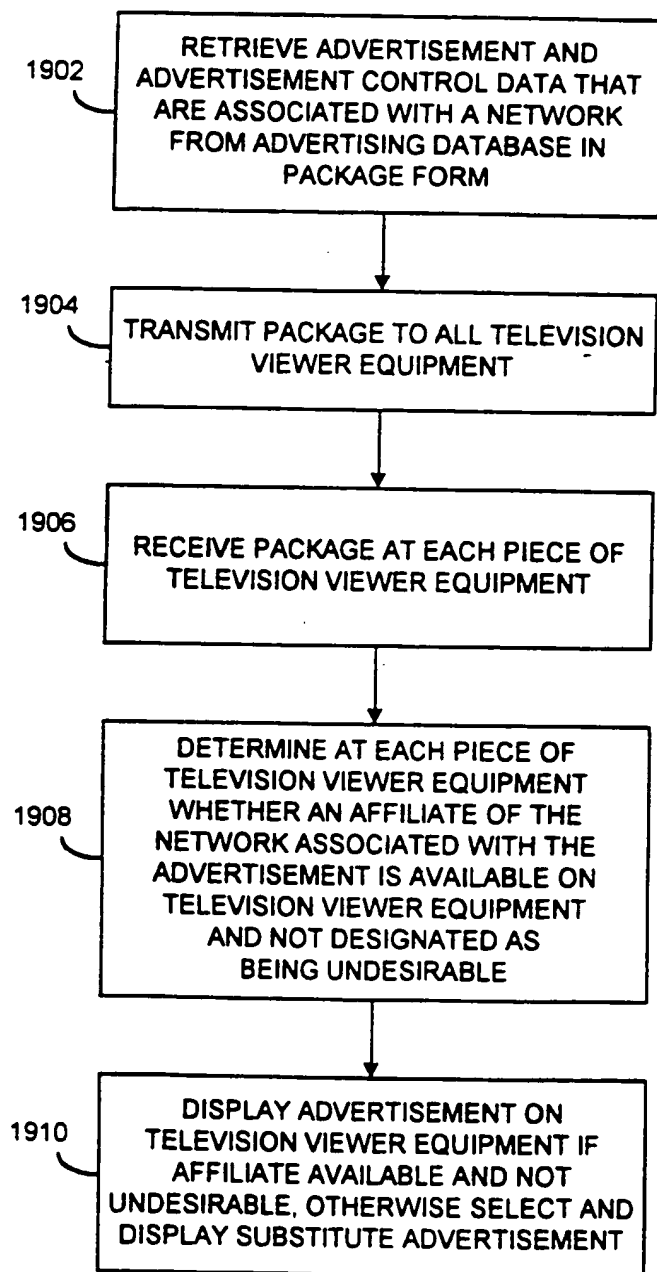 1902
RETRIEVE ADVERTISEMENT AND
ADVERTISEMENT CONTROL DATA THAT
ARE ASSOCIATED WITH A NETWORK
FROM ADVERTISING DATABASE IN
PACKAGE FORM
1904
TRANSMIT PACKAGE TO ALL TELEVISION
VIEWER EQUIPMENT
1906
RECEIVE PACKAGE AT EACH PIECE OF
TELEVISION VIEWER EQUIPMENT
1908
DETERMINE AT EACH PIECE OF
TELEVISION VIEWER EQUIPMENT
WHETHER AN AFFILIATE OF THE
NETWORK ASSOCIATED WITH THE
ADVERTISEMENT IS AVAILABLE ON
TELEVISION VIEWER EQUIPMENT
AND NOT DESIGNATED AS
BEING UNDESIRABLE
1910
DISPLAY ADVERTISEMENT ON
TELEVISION VIEWER EQUIPMENT IF
AFFILIATE AVAILABLE AND NOT
UNDESIRABLE, OTHERWISE SELECT AND
DISPLAY SUBSTITUTE ADVERTISEMENT